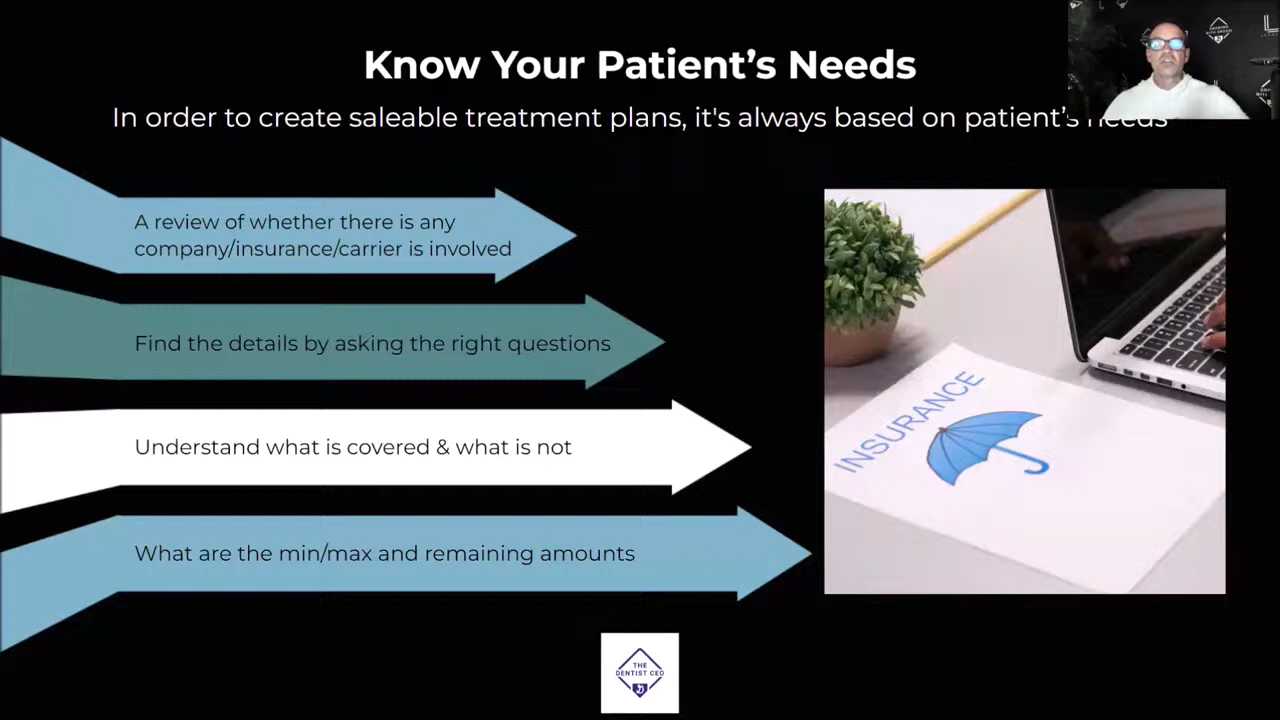 Know Your Patient’s Needs
In order to create saleable treatment plans, it's always based on patient’s needs
A review of whether there is any
company/insurance/carrier is involved
Find the details by asking the right questions
Understand what is covered & what is not
What are the min/max and remaining amounts
INSURANCE
THE
DENTIST CEO